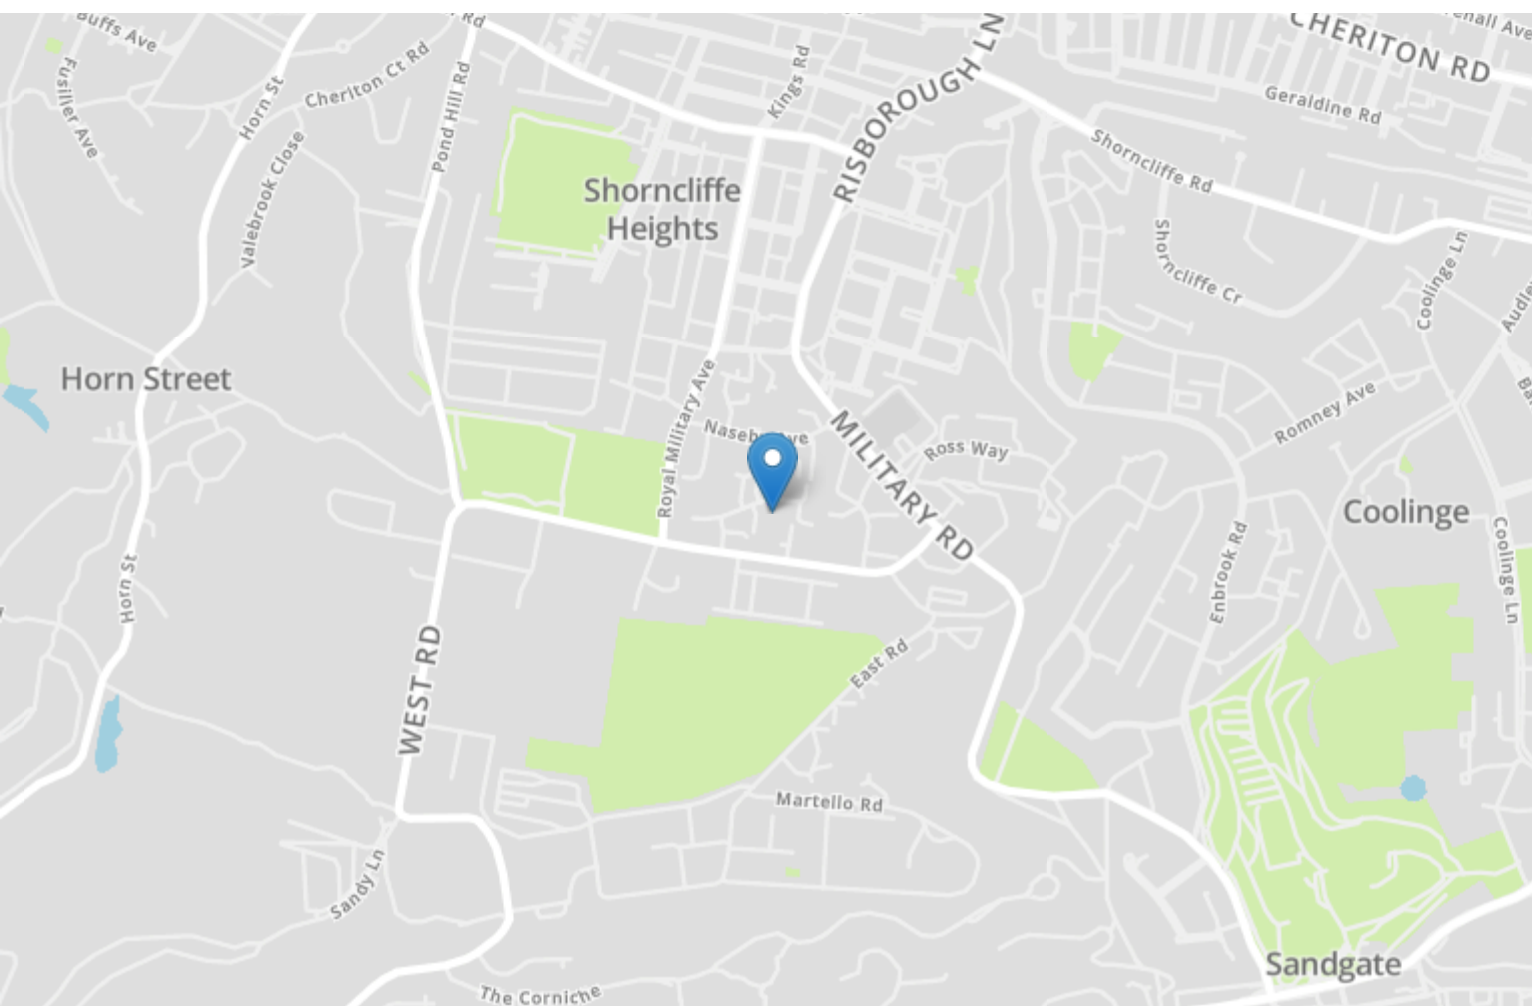 Buffs Ave
Rd
CHERITON RD
Fusilier Ave
Horn St
Cheriton Ct Rd
Pond Hill Rd
Kings Rd
RISBOROUGH LN
Geraldine Rd
Valebrook Close
Shorncliffe Rd
Shorncliffe
Heights
Shorncliffe Cr
Coolinge Ln
Horn Street
Royal Military Ave
MILITARY RD
Ross Way
Romney Ave
Coolinge
Horn St
Enbrook Rd
Coolinge Ln
WEST RD
East Rd
Martello Rd
Sandy Ln
Sandgate
The Corniche